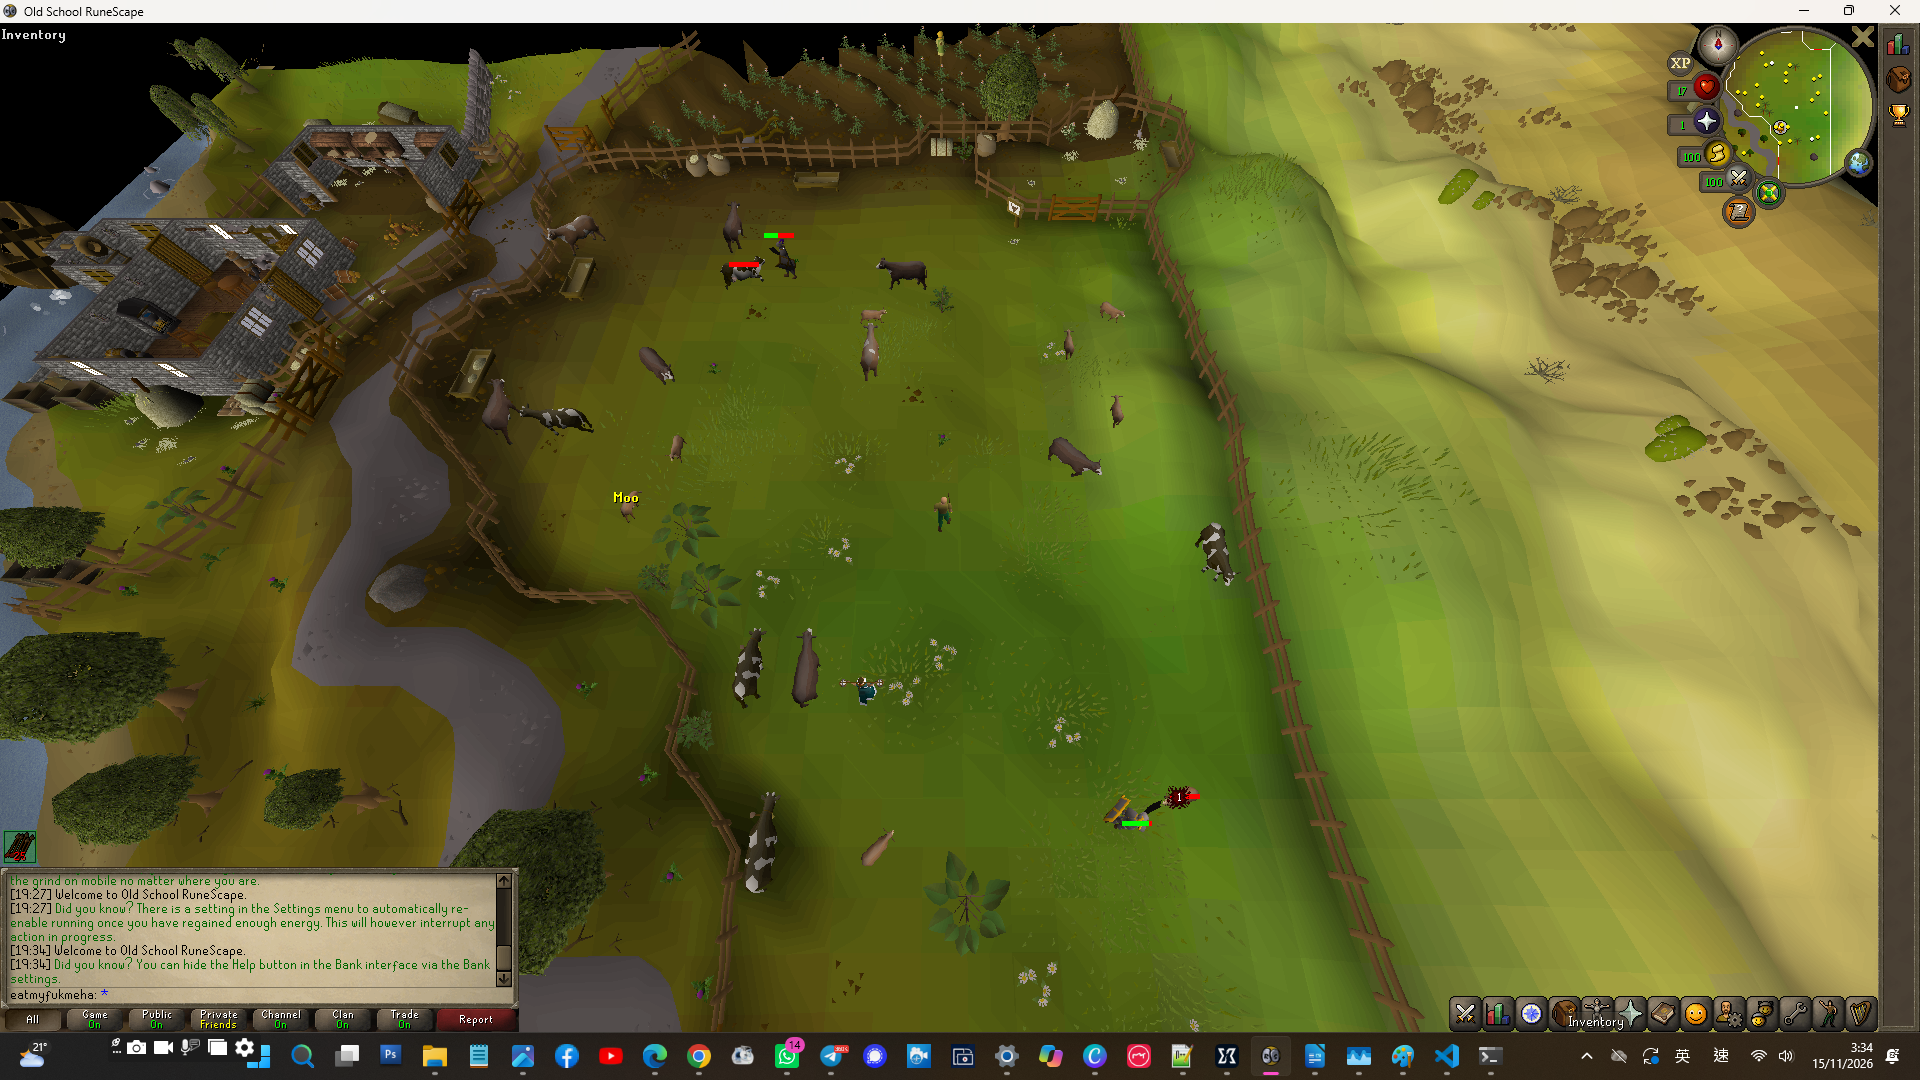 Old School RuneScape
Inventory
N
XP
17
1
100
100
Moo
1
the grind on mobile no matter where you are.
[19:27] Welcome to Old School RuneScape.
[19:27] Did you know? There is a setting in the Settings menu to automatically re-
enable running once you have regained enough energy. This will however interrupt any
action in progress.
[19:34] Welcome to Old School RuneScape.
[19:34] Did you know? You can hide the Help button in the Bank interface via the Bank
settings.
eatmyfukmeha: *
All
Game
On
Public
On
Private
Friends
Channel
On
Clan
On
Trade
On
Report
Inventory
21°
Ps
14
英
速
3:34
15/11/2026